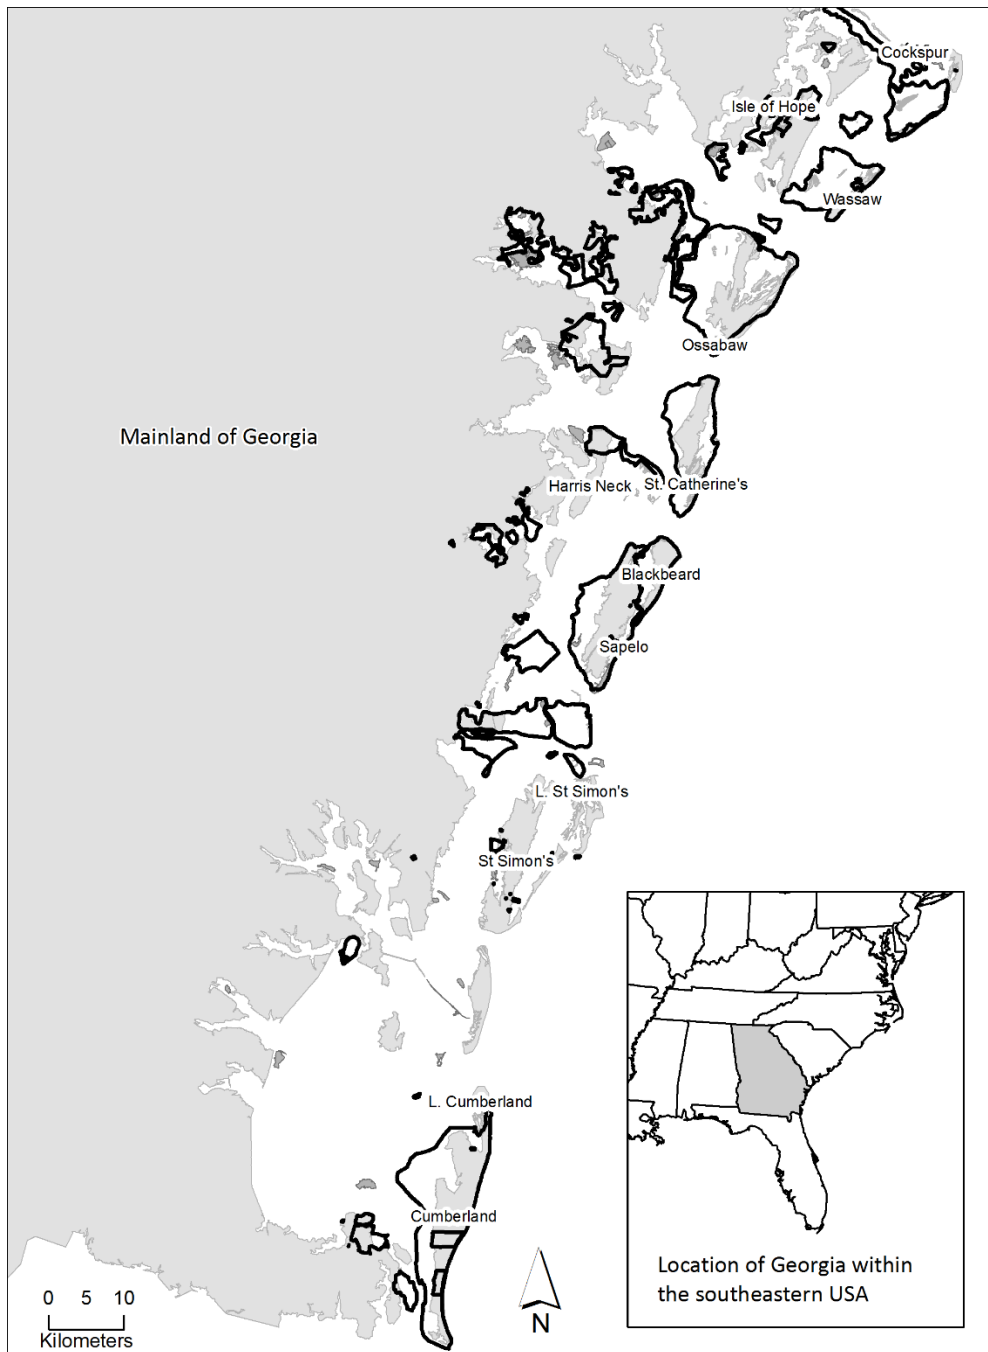 Cockspur
Isle of Hope
Wassaw
Ossabaw
Mainland of Georgia
Harris Neck
St. Catherine's
Blackbeard
Sapelo
L. St Simon's
St Simon's
L. Cumberland
Cumberland
0 5 10
Kilometers
N
Location of Georgia within
the southeastern USA